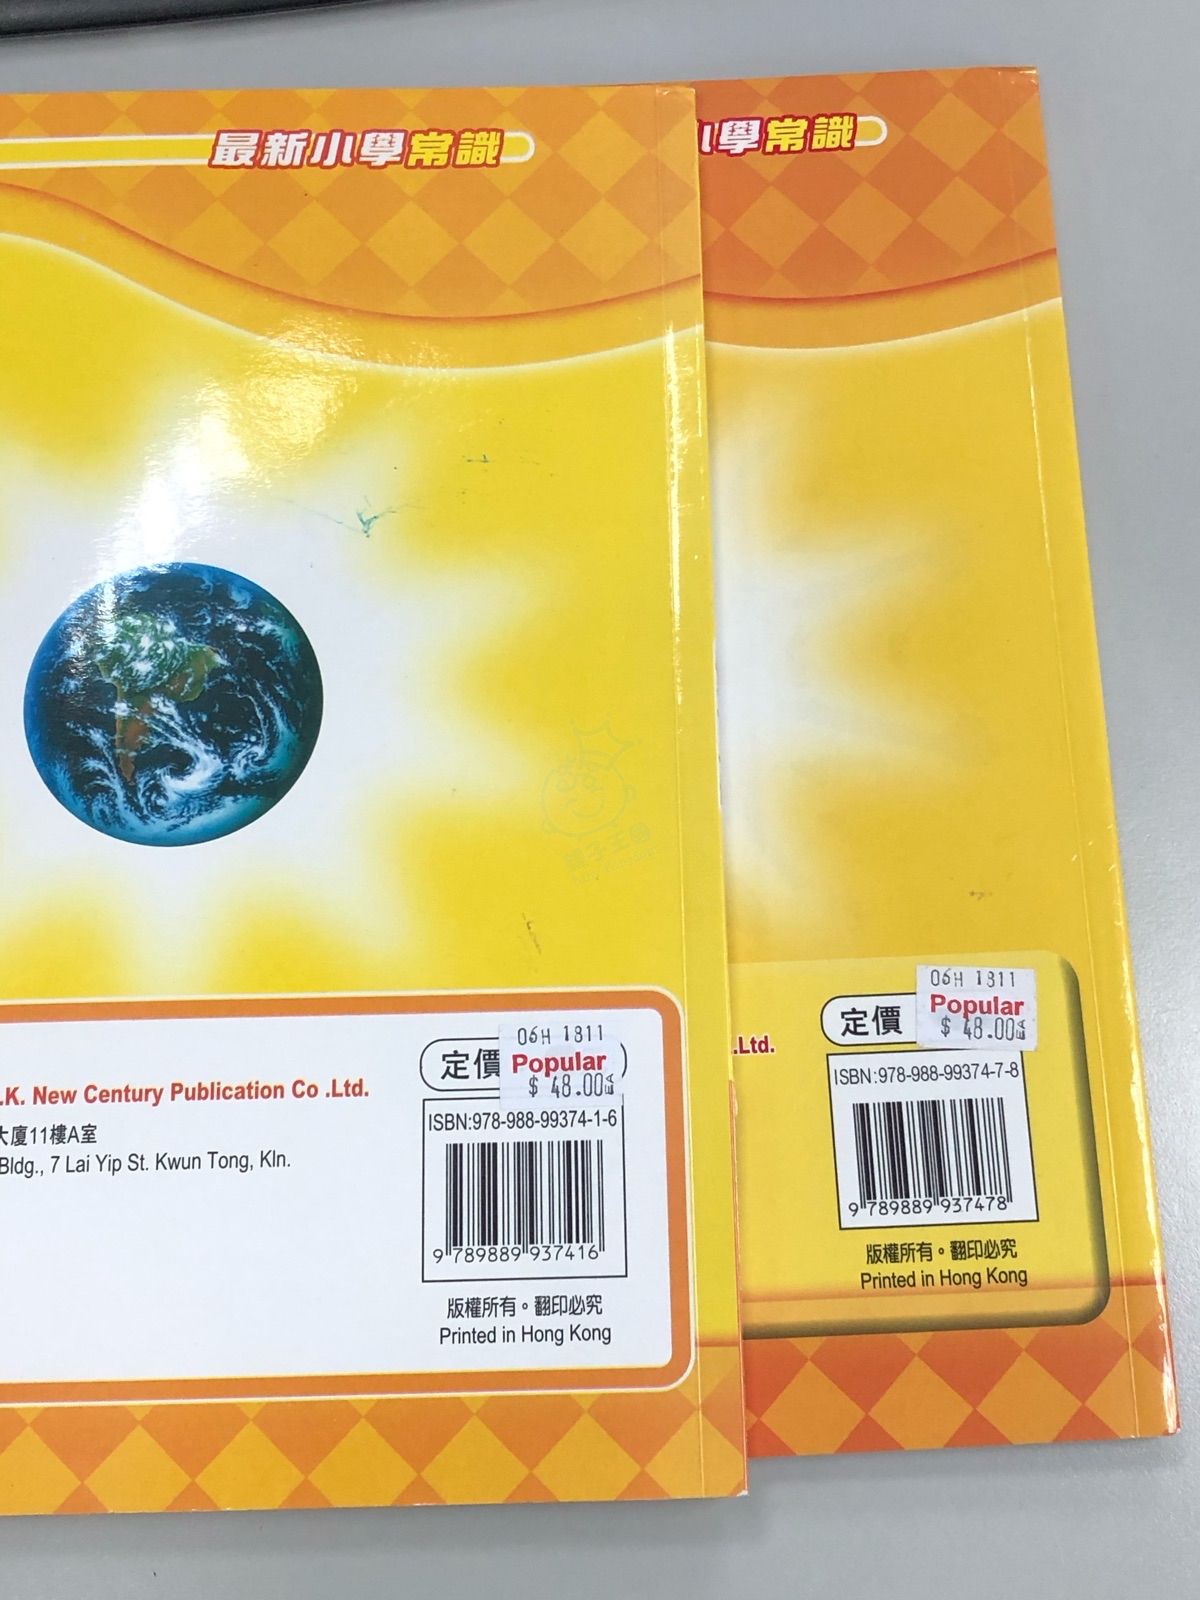 最新小學常識
小學常識
.K. New Century Publication Co .Ltd.
大廈11樓A室
Bldg., 7 Lai Yip St. Kwun Tong, Kln.
定價
06H 1811
Popular
$ 48.00
ISBN:978-988-99374-1-6
9 789889 937416
版權所有。翻印必究
Printed in Hong Kong
.Ltd.
定價
06H 1811
Popular
$ 48.00
ISBN:978-988-99374-7-8
9 789889 937478
版權所有。翻印必究
Printed in Hong Kong